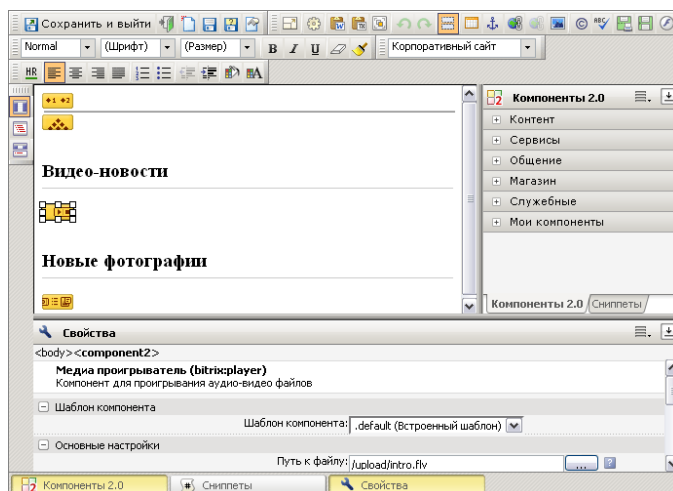 Сохранить и выйти
Normal (Шрифт) (Размер) B I U Корпоративный сайт
HR A
Видео-новости
Новые фотографии
Компоненты 2.0
Контент
Сервисы
Общение
Магазин
Служебные
Мои компоненты
Компоненты 2.0 Сниппеты
Свойства
<body><component2>
Медиа проигрыватель (bitrix:player)
Компонент для проигрывания аудио-видео файлов
Шаблон компонента
Шаблон компонента: .default (Встроенный шаблон)
Основные настройки
Путь к файлу: /upload/intro.flv ...
Компоненты 2.0 Сниппеты Свойства